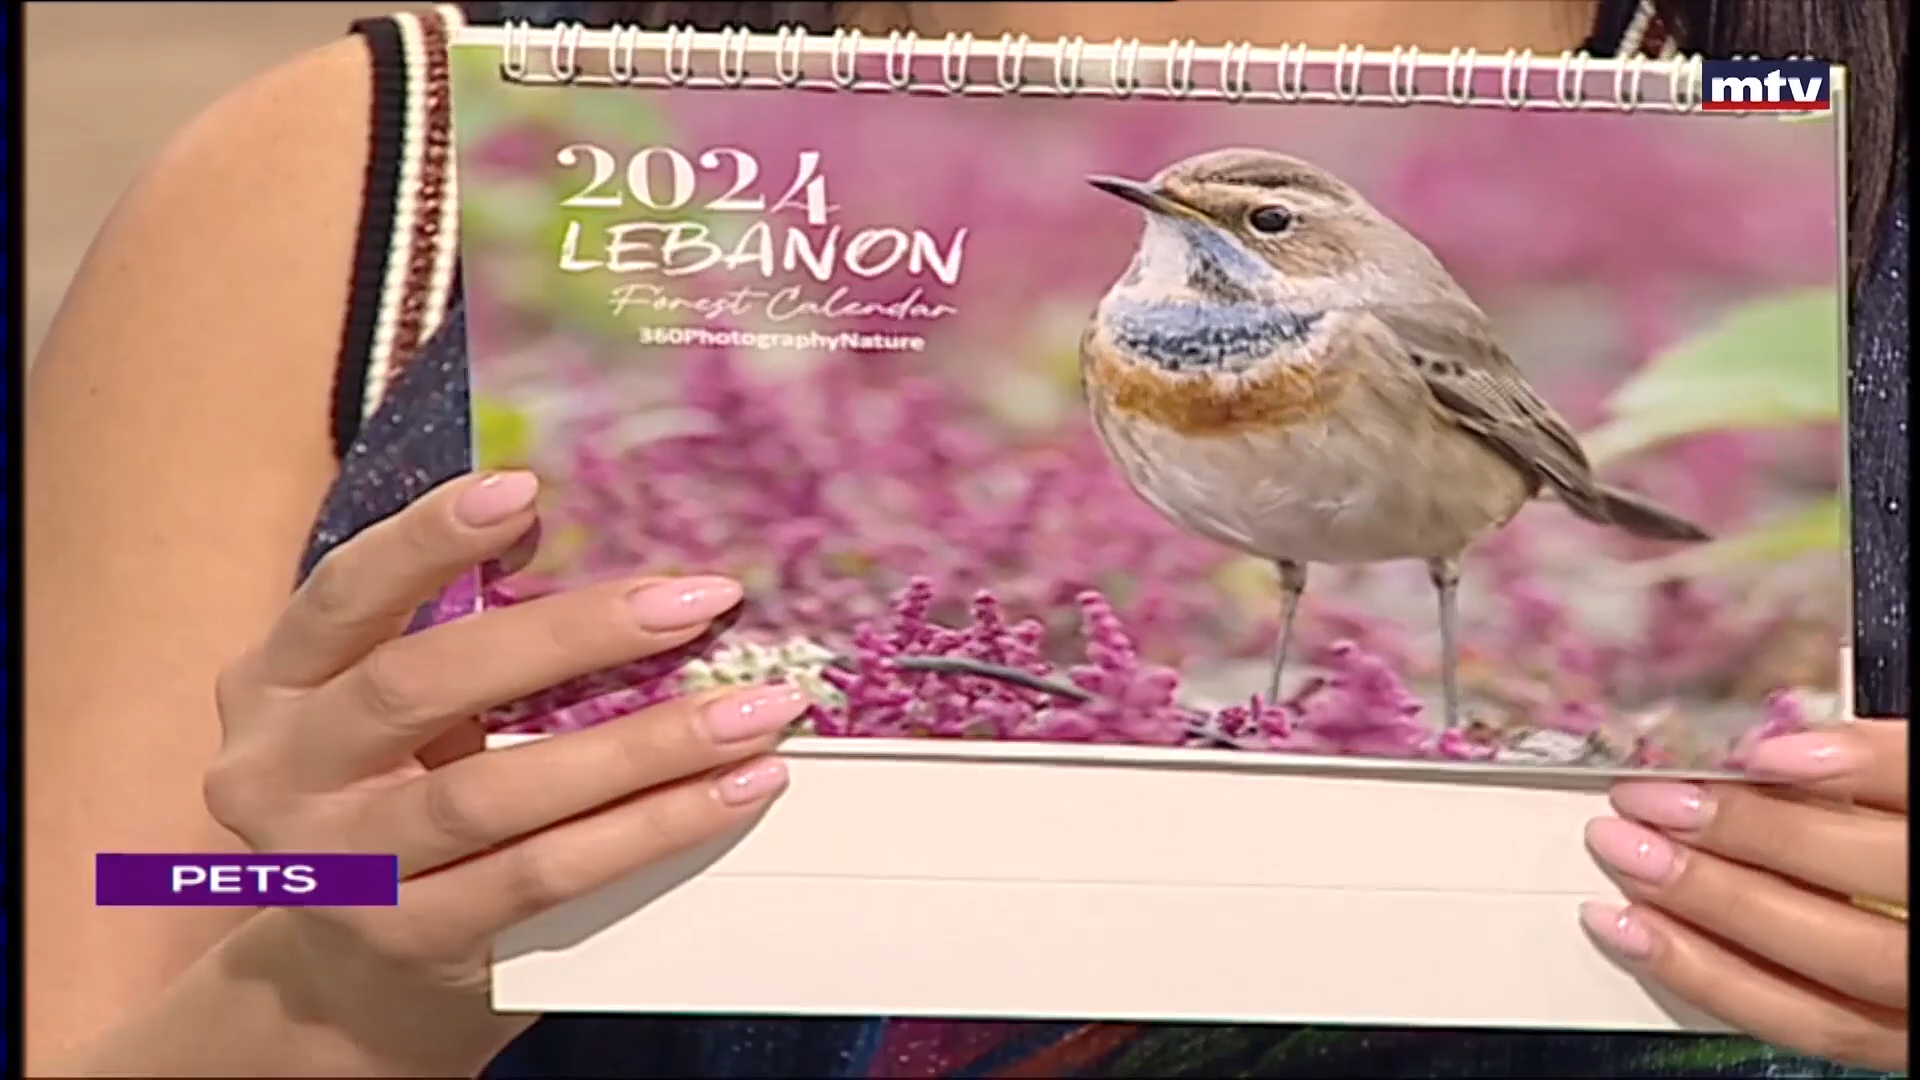 mtv
2024
LEBANON
Forest Calendar
360PhotographyNature
PETS